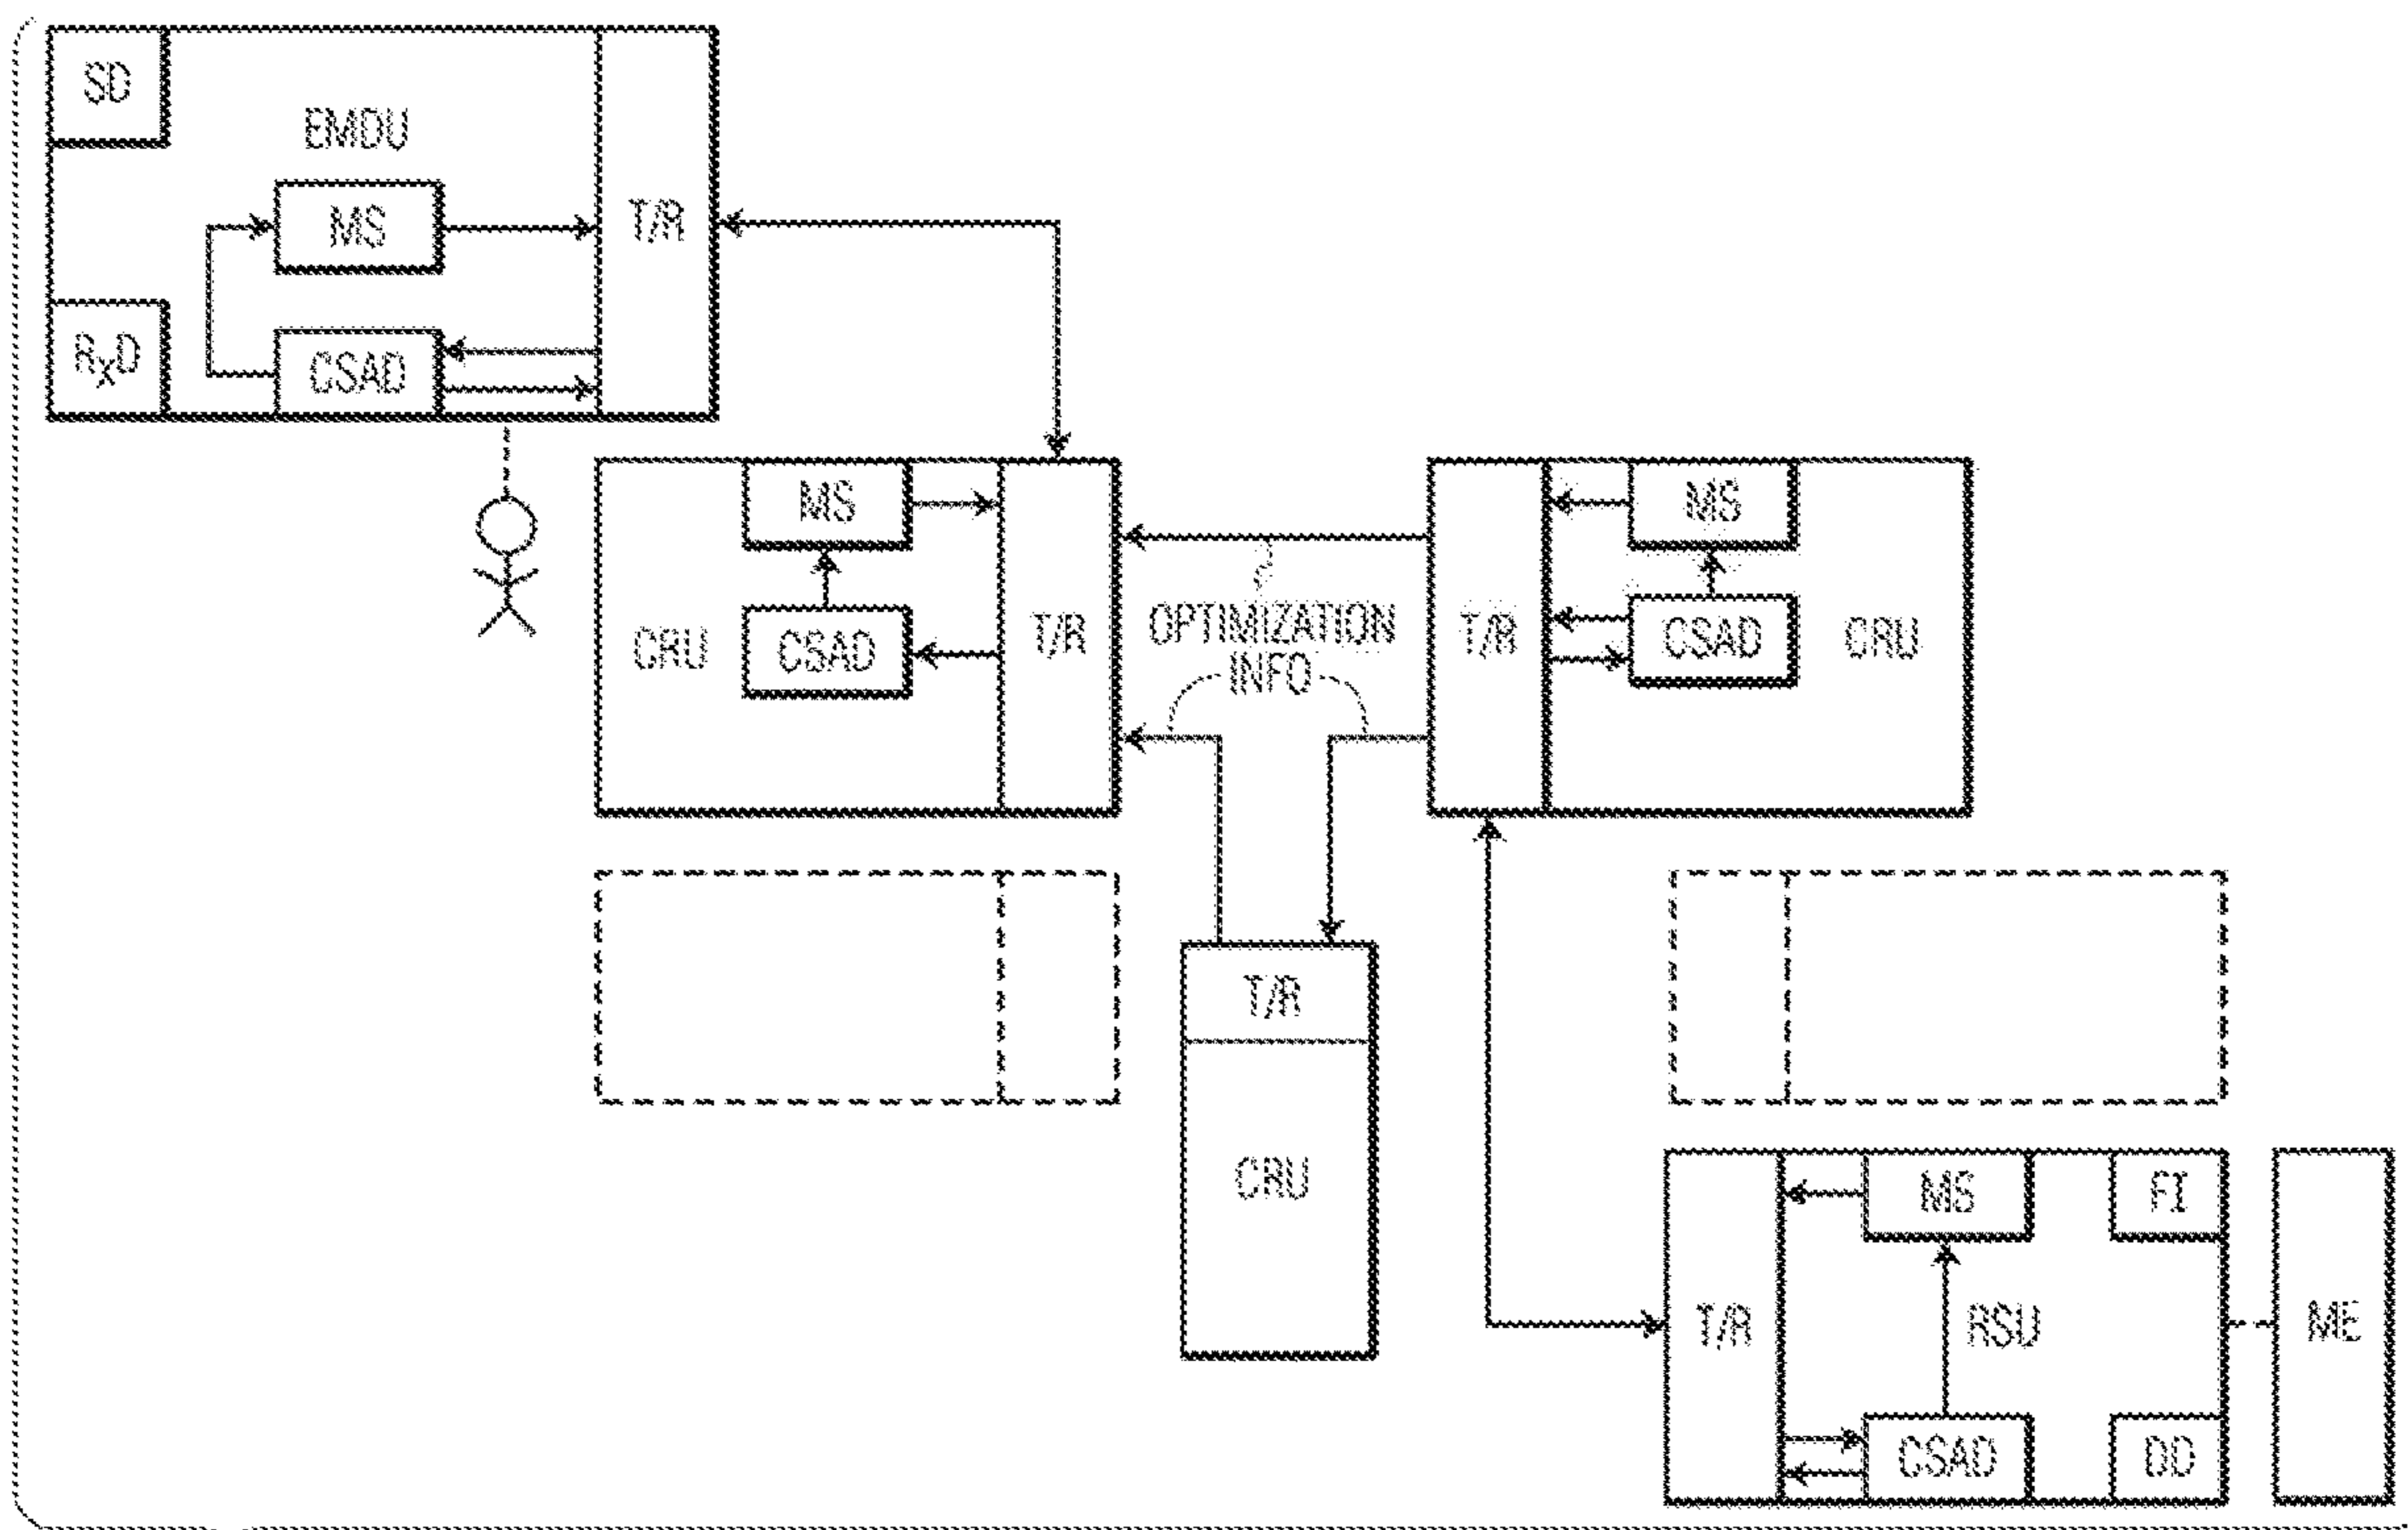 SD
EMDU
MS
T/R
RxD
CSAD
MS
T/R
CRU
CSAD
OPTIMIZATION
INFO
T/R
MS
CSAD
CRU
T/R
CRU
T/R
MS
FI
RSU
CSAD
DD
ME